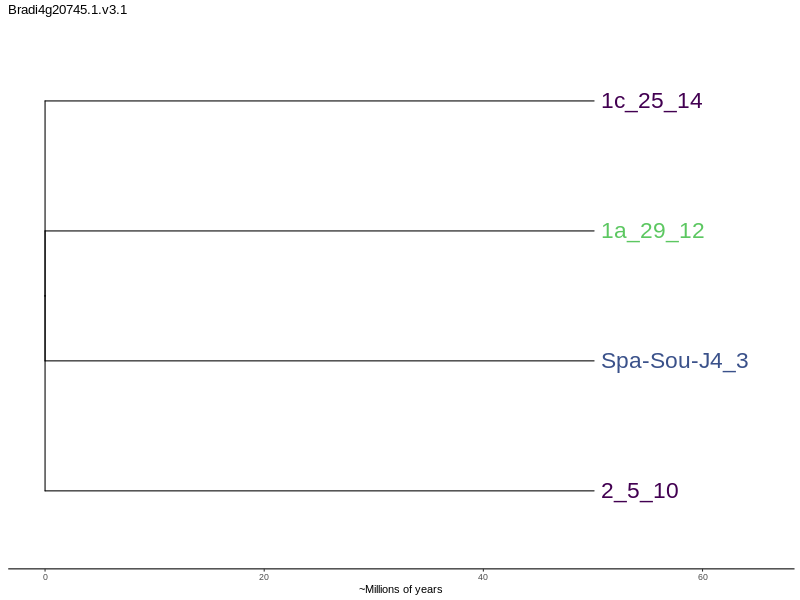 Bradi4g20745.1.v3.1
1c_25_14
1a_29_12
Spa-Sou-J4_3
2_5_10
0 20 40 60
~Millions of years